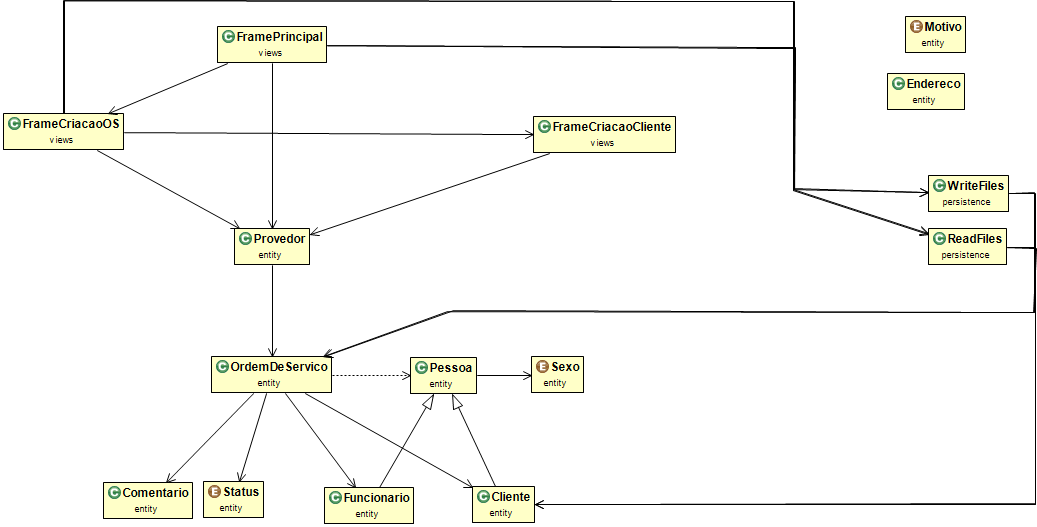 C FramePrincipal
views
E Motivo
entity
C Endereco
entity
C FrameCriacaoOS
views
C FrameCriacaoCliente
views
C WriteFiles
persistence
C Provedor
entity
C ReadFiles
persistence
C OrdemDeServico
entity
C Pessoa
entity
E Sexo
entity
C Comentario
entity
E Status
entity
C Funcionario
entity
C Cliente
entity